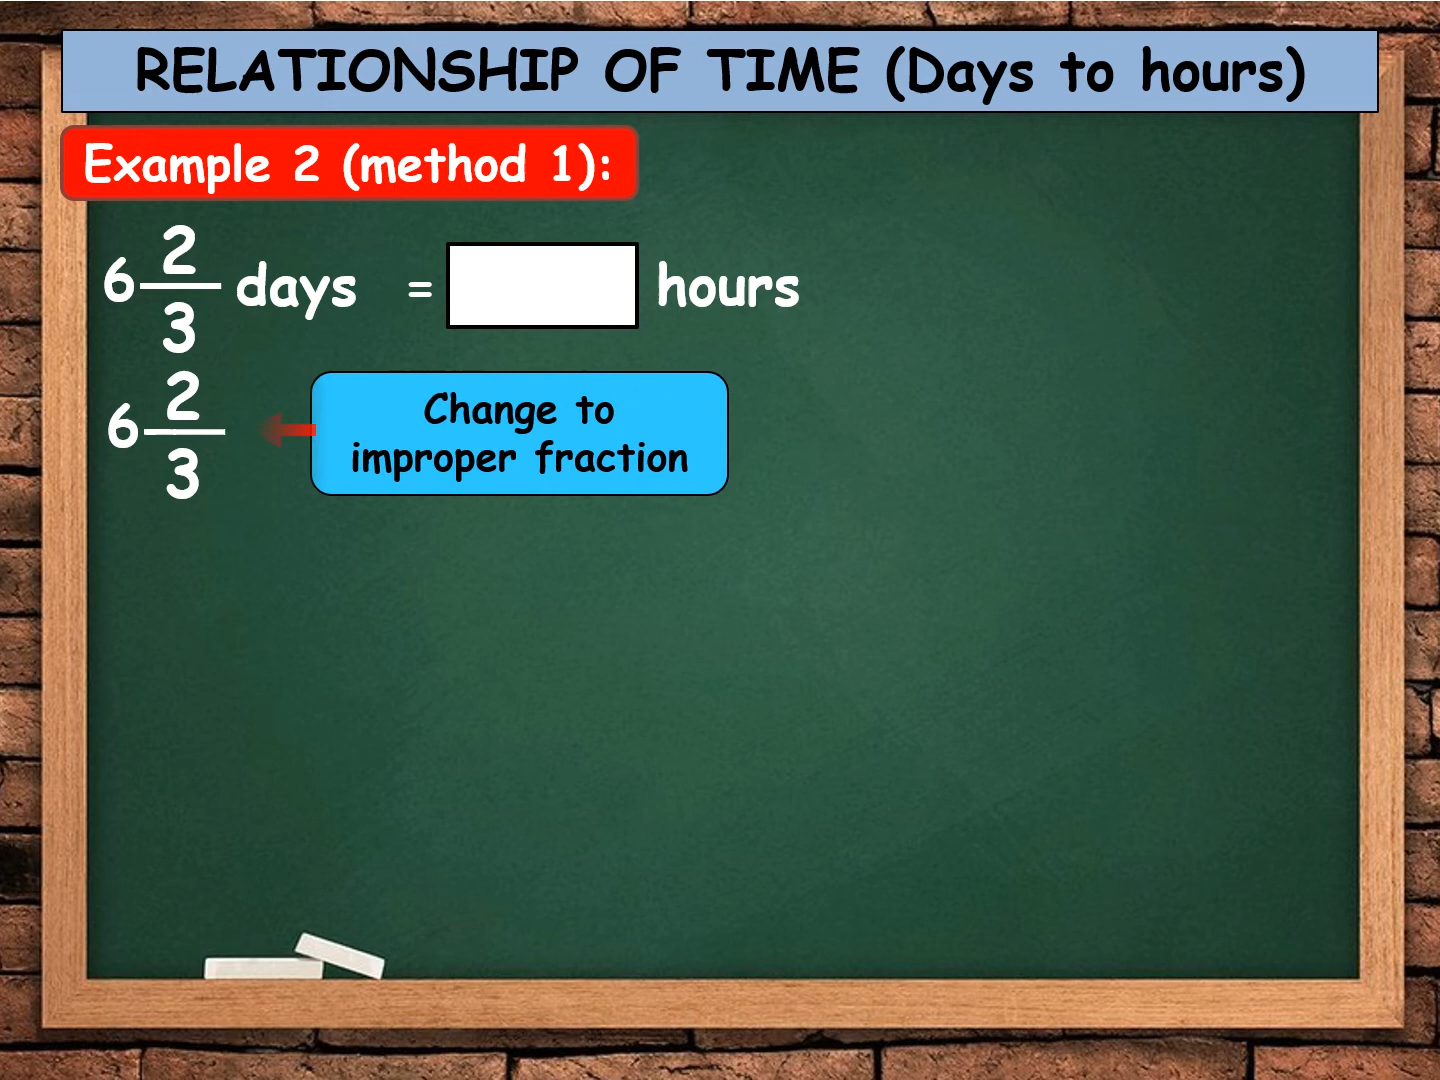 RELATIONSHIP OF TIME (Days to hours)
Example 2 (method 1):
6 2/3 days = hours
6 2/3
Change to
improper fraction